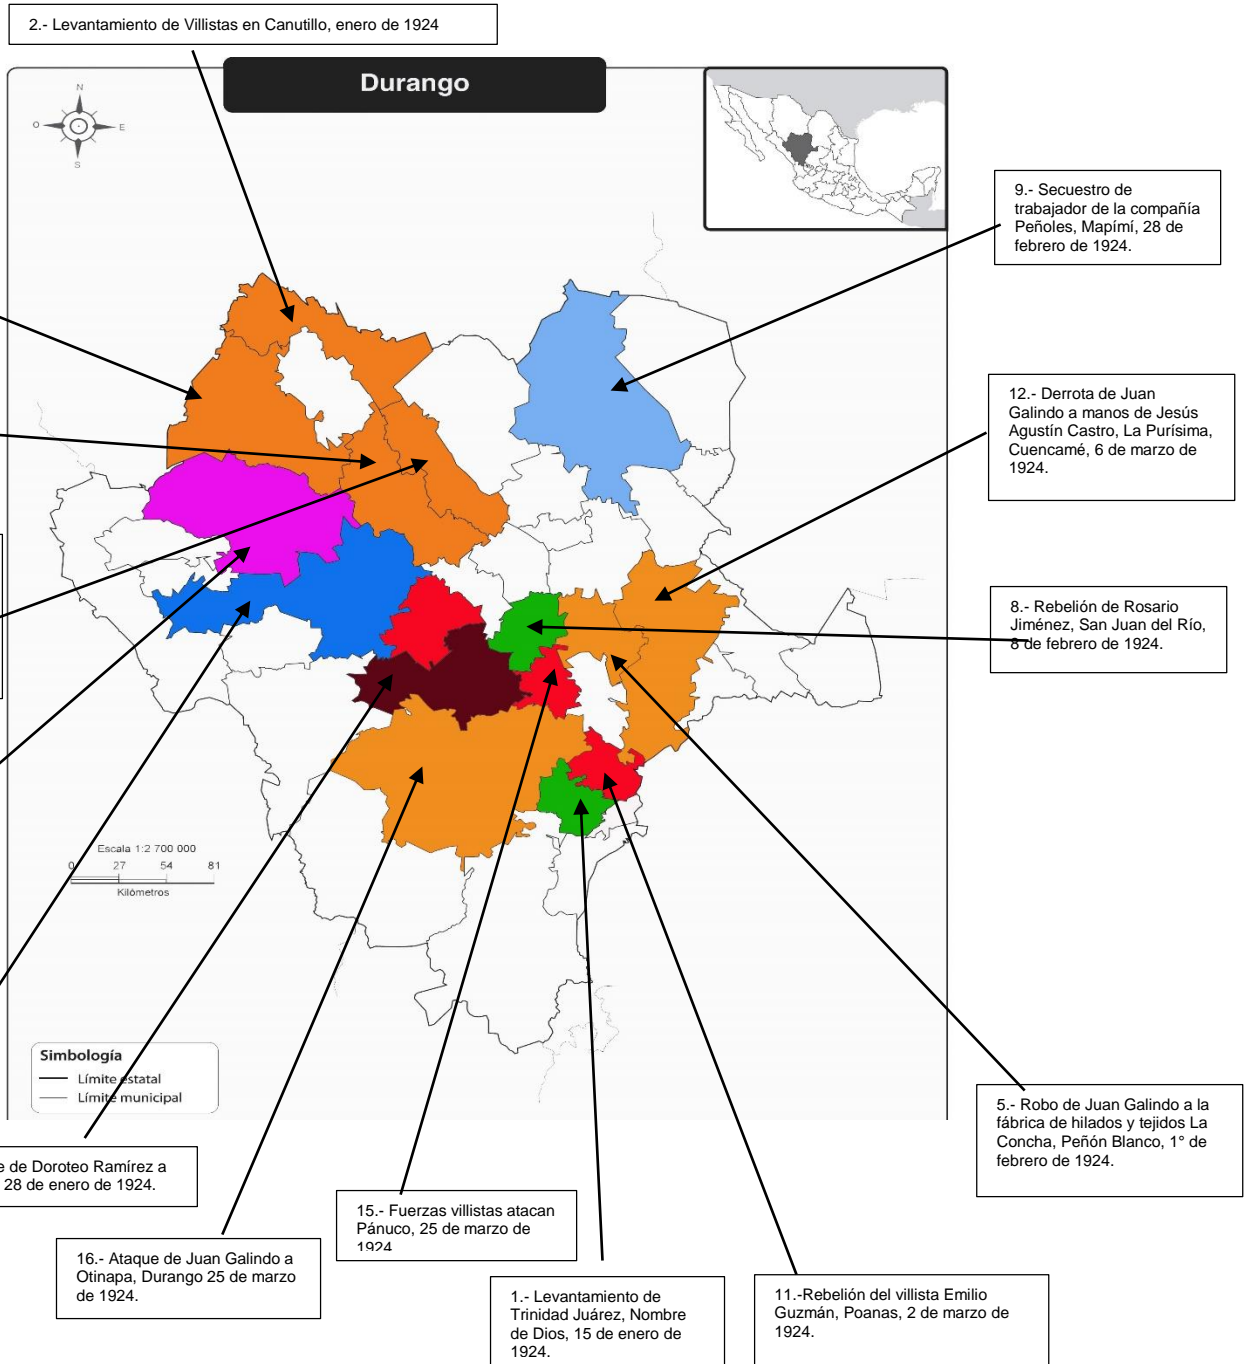 2.- Levantamiento de Villistas en Canutillo, enero de 1924
Durango
N
O
E
S
9.- Secuestro de
trabajador de la compañía
Peñoles, Mapímí, 28 de
febrero de 1924.
12.- Derrota de Juan
Galindo a manos de Jesús
Agustín Castro, La Purísima,
Cuencamé, 6 de marzo de
1924.
8.- Rebelión de Rosario
Jiménez, San Juan del Río,
8 de febrero de 1924.
Escala 1:2 700 000
0 27 54 81
Kilómetros
Simbología
Límite estatal
Límite municipal
5.- Robo de Juan Galindo a la
fábrica de hilados y tejidos La
Concha, Peñón Blanco, 1° de
febrero de 1924.
e de Doroteo Ramírez a
28 de enero de 1924.
15.- Fuerzas villistas atacan
Pánuco, 25 de marzo de
1924
16.- Ataque de Juan Galindo a
Otinapa, Durango 25 de marzo
de 1924.
1.- Levantamiento de
Trinidad Juárez, Nombre
de Dios, 15 de enero de
1924.
11.-Rebelión del villista Emilio
Guzmán, Poanas, 2 de marzo de
1924.